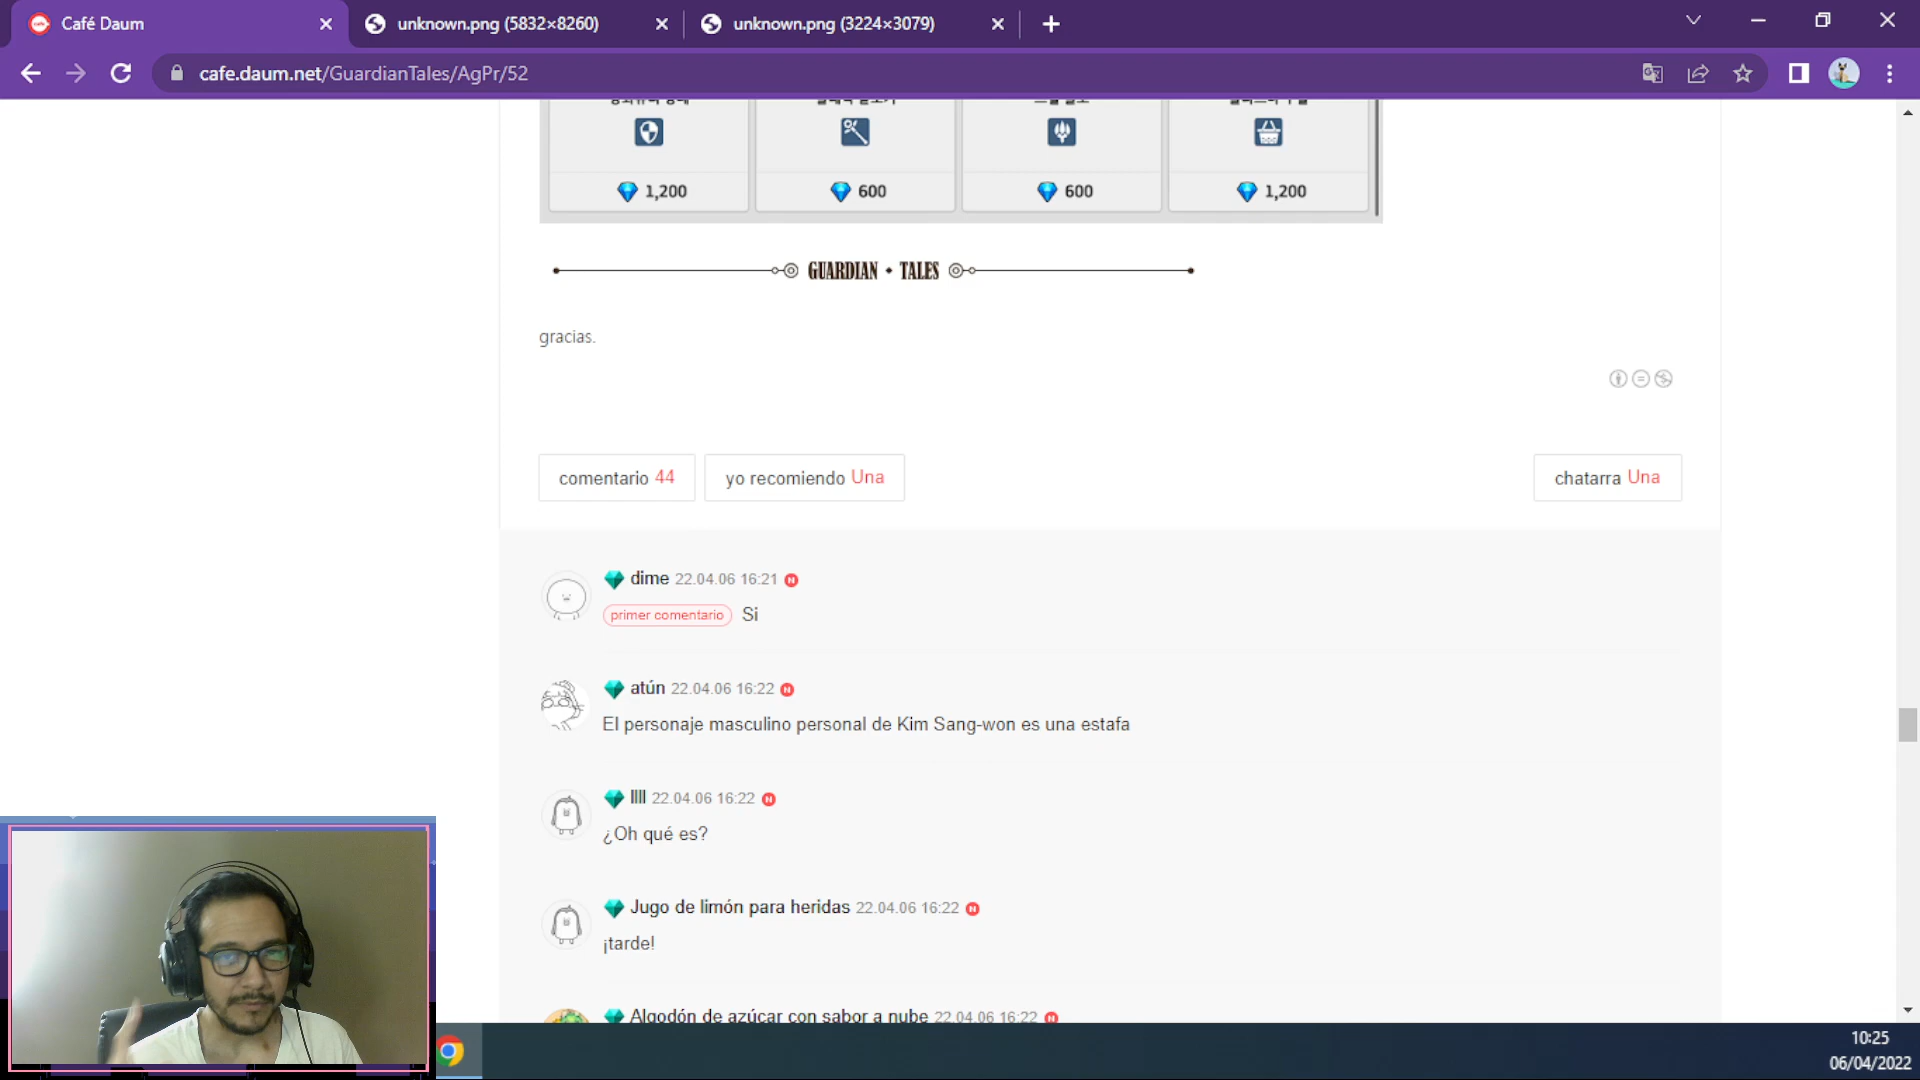 Café Daum
unknown.png (5832×8260)
unknown.png (3224×3079)
cafe.daum.net/GuardianTales/AgPr/52
1,200
600
600
1,200
GUARDIAN • TALES
gracias.
comentario 44
yo recomiendo Una
chatarra Una
dime 22.04.06 16:21 N
primer comentario Si
atún 22.04.06 16:22 N
El personaje masculino personal de Kim Sang-won es una estafa
llll 22.04.06 16:22 N
¿Oh qué es?
Jugo de limón para heridas 22.04.06 16:22 N
¡tarde!
Algodón de azúcar con sabor a nube 22.04.06 16:22 N
10:25
06/04/2022